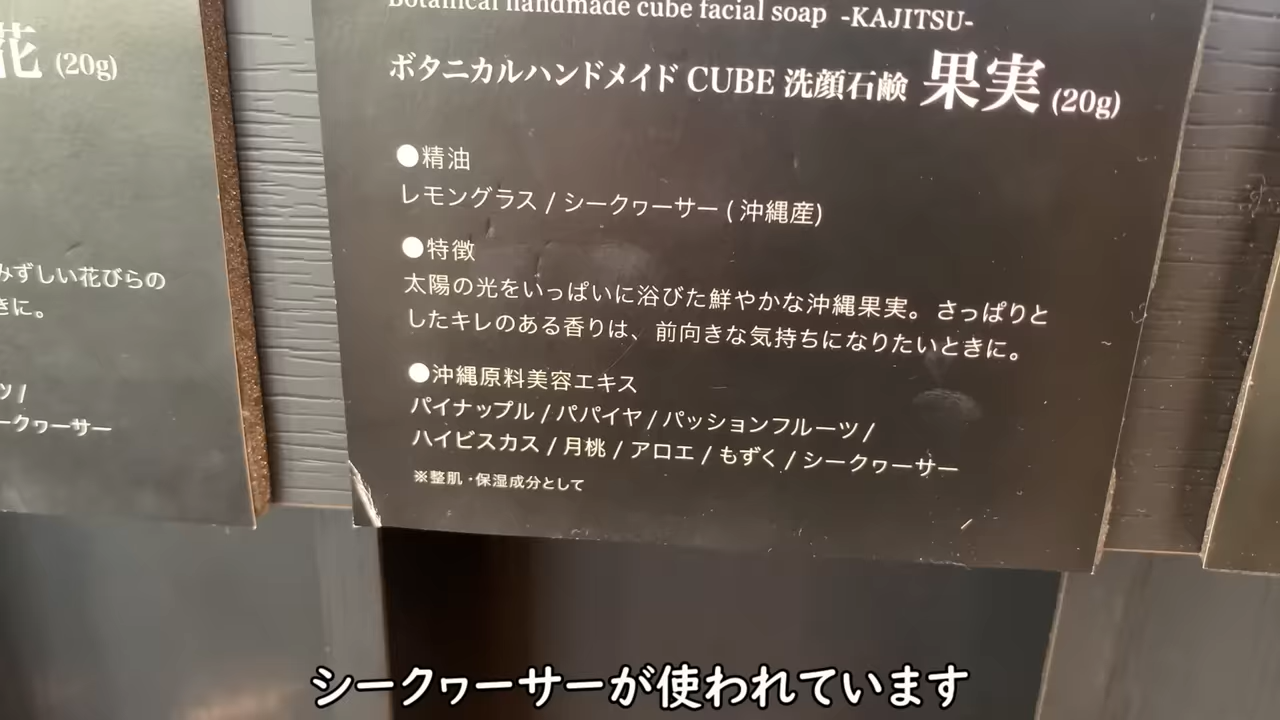 花 (20g)
みずしい花びらの
きに。
ツ /
ークヮーサー
Botanical handmade cube facial soap -KAJITSU-
ボタニカルハンドメイド CUBE 洗顔石鹸 果実 (20g)
●精油
レモングラス / シークヮーサー ( 沖縄産)
●特徴
太陽の光をいっぱいに浴びた鮮やかな沖縄果実。さっぱりと
したキレのある香りは、前向きな気持ちになりたいときに。
●沖縄原料美容エキス
パイナップル / パパイヤ / パッションフルーツ /
ハイビスカス / 月桃 / アロエ / もずく / シークヮーサー
※整肌・保湿成分として
シークヮーサーが使われています